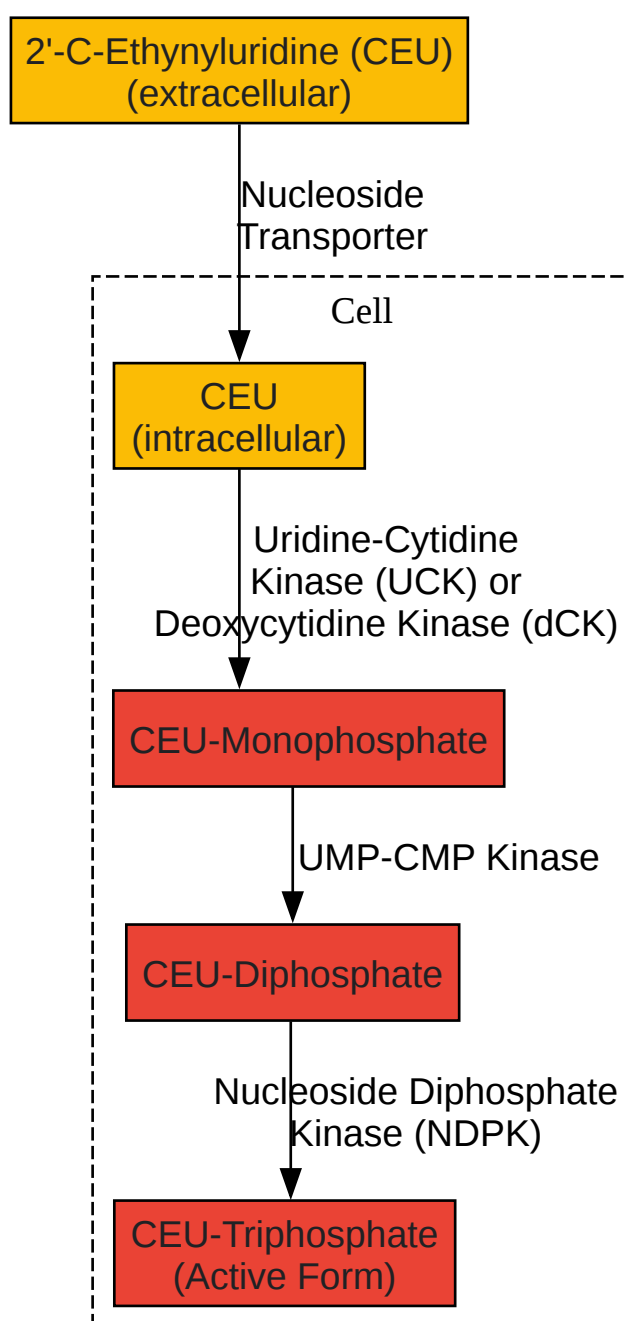 2'-C-Ethynyluridine (CEU)
(extracellular)
Nucleoside
Transporter
Cell
CEU
(intracellular)
Uridine-Cytidine
Kinase (UCK) or
Deoxycytidine Kinase (dCK)
CEU-Monophosphate
UMP-CMP Kinase
CEU-Diphosphate
Nucleoside Diphosphate
Kinase (NDPK)
CEU-Triphosphate
(Active Form)